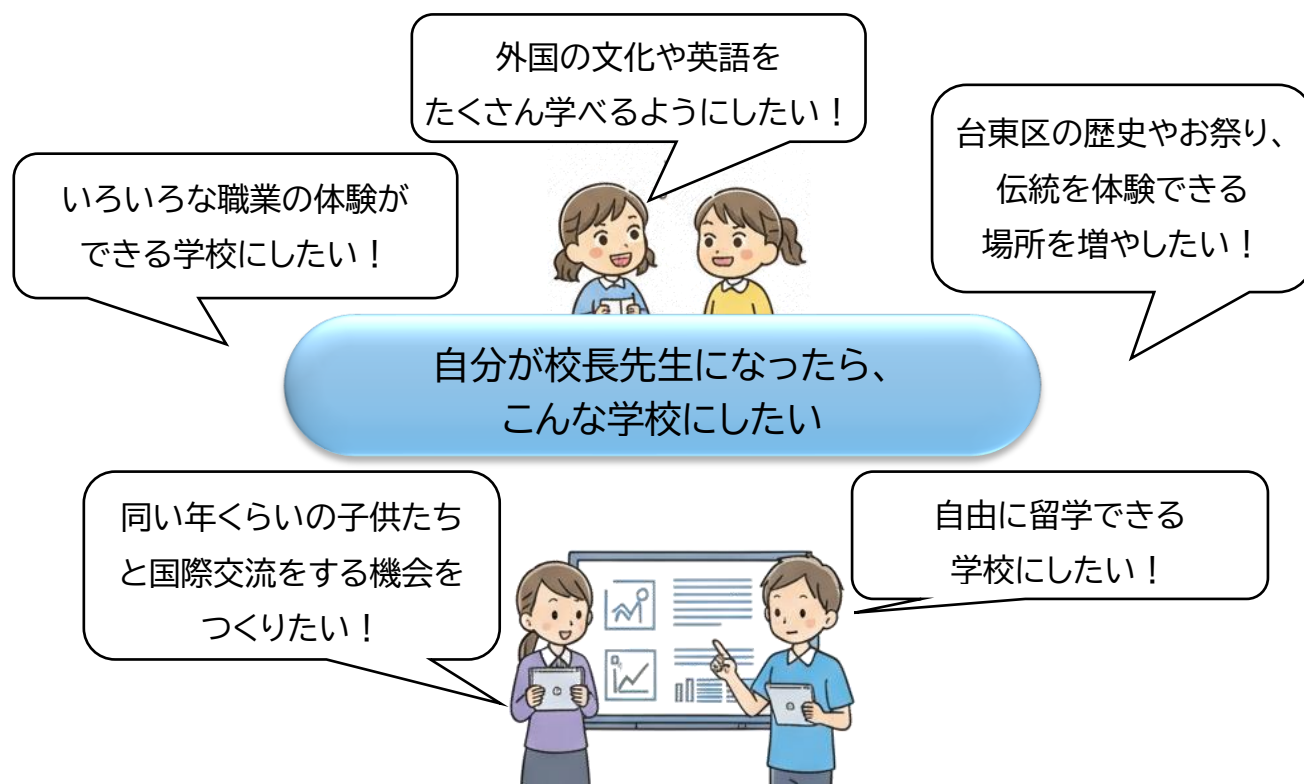 外国の文化や英語を
たくさん学べるようにしたい！
いろいろな職業の体験が
できる学校にしたい！
台東区の歴史やお祭り、
伝統を体験できる
場所を増やしたい！
自分が校長先生になったら、
こんな学校にしたい
同い年くらいの子供たち
と国際交流をする機会を
つくりたい！
自由に留学できる
学校にしたい！